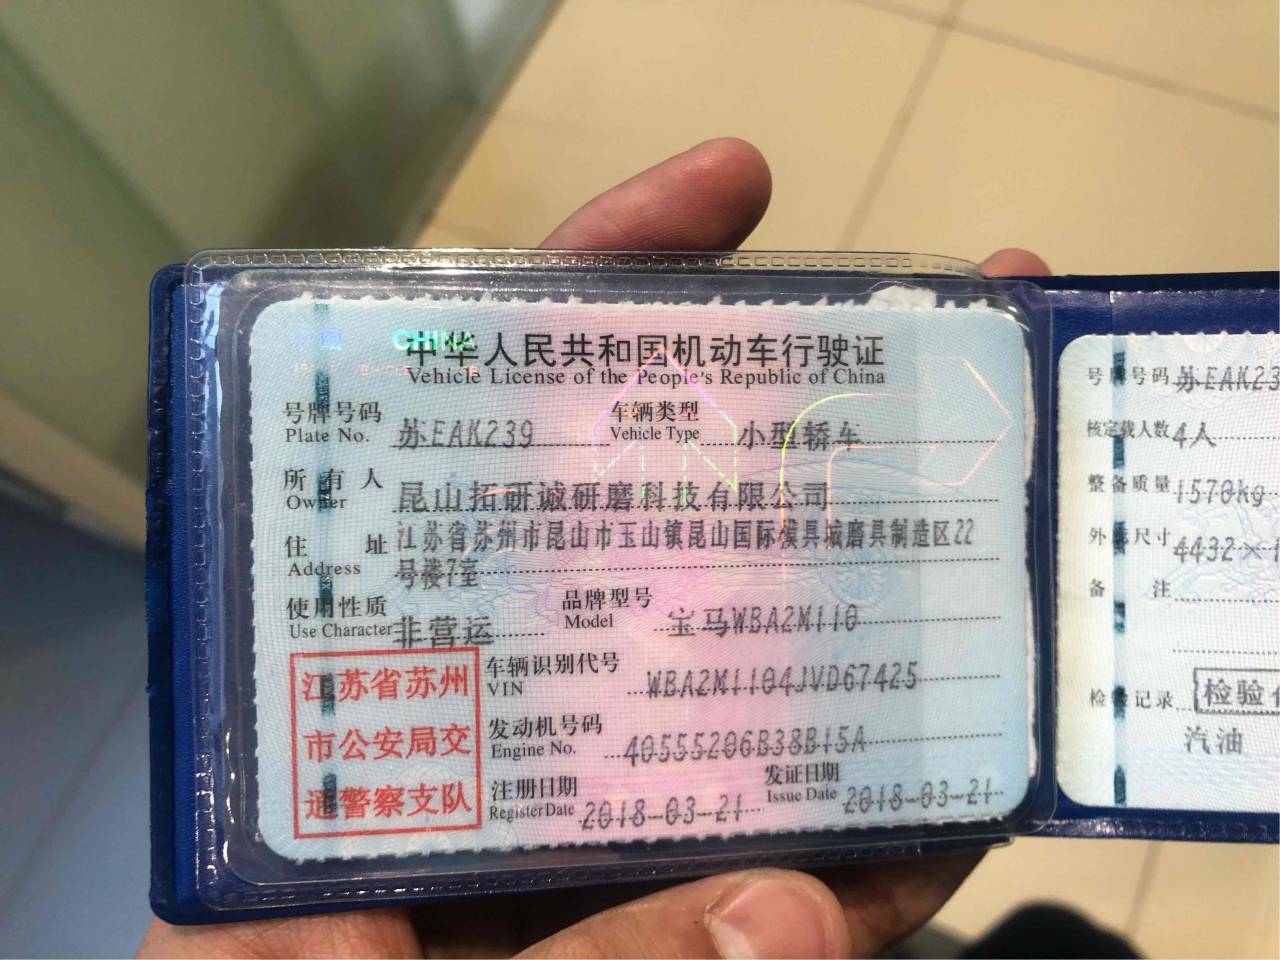 中华人民共和国机动车行驶证
Vehicle License of the People's Republic of China
号牌号码 苏EAK239 车辆类型 小型轿车
Plate No. Vehicle Type
所有人 昆山拓研诚研磨科技有限公司
Owner
住址 江苏省苏州市昆山市玉山镇昆山国际模具城磨具制造区22
Address 号楼7室
使用性质 非营运 品牌型号 宝马WBA2M110
Use Character Model
江苏省苏州
市公安局交
通警察支队
车辆识别代号 WBA2M1104JVD67425
VIN
发动机号码 40555206B38B15A
Engine No.
注册日期 2018-03-21 发证日期 2018-03-21
Register Date Issue Date
号牌号码 苏EAK23
核定载人数 4人
整备质量 1570kg
外廓尺寸 4432×
备注
检验记录 检验
汽油